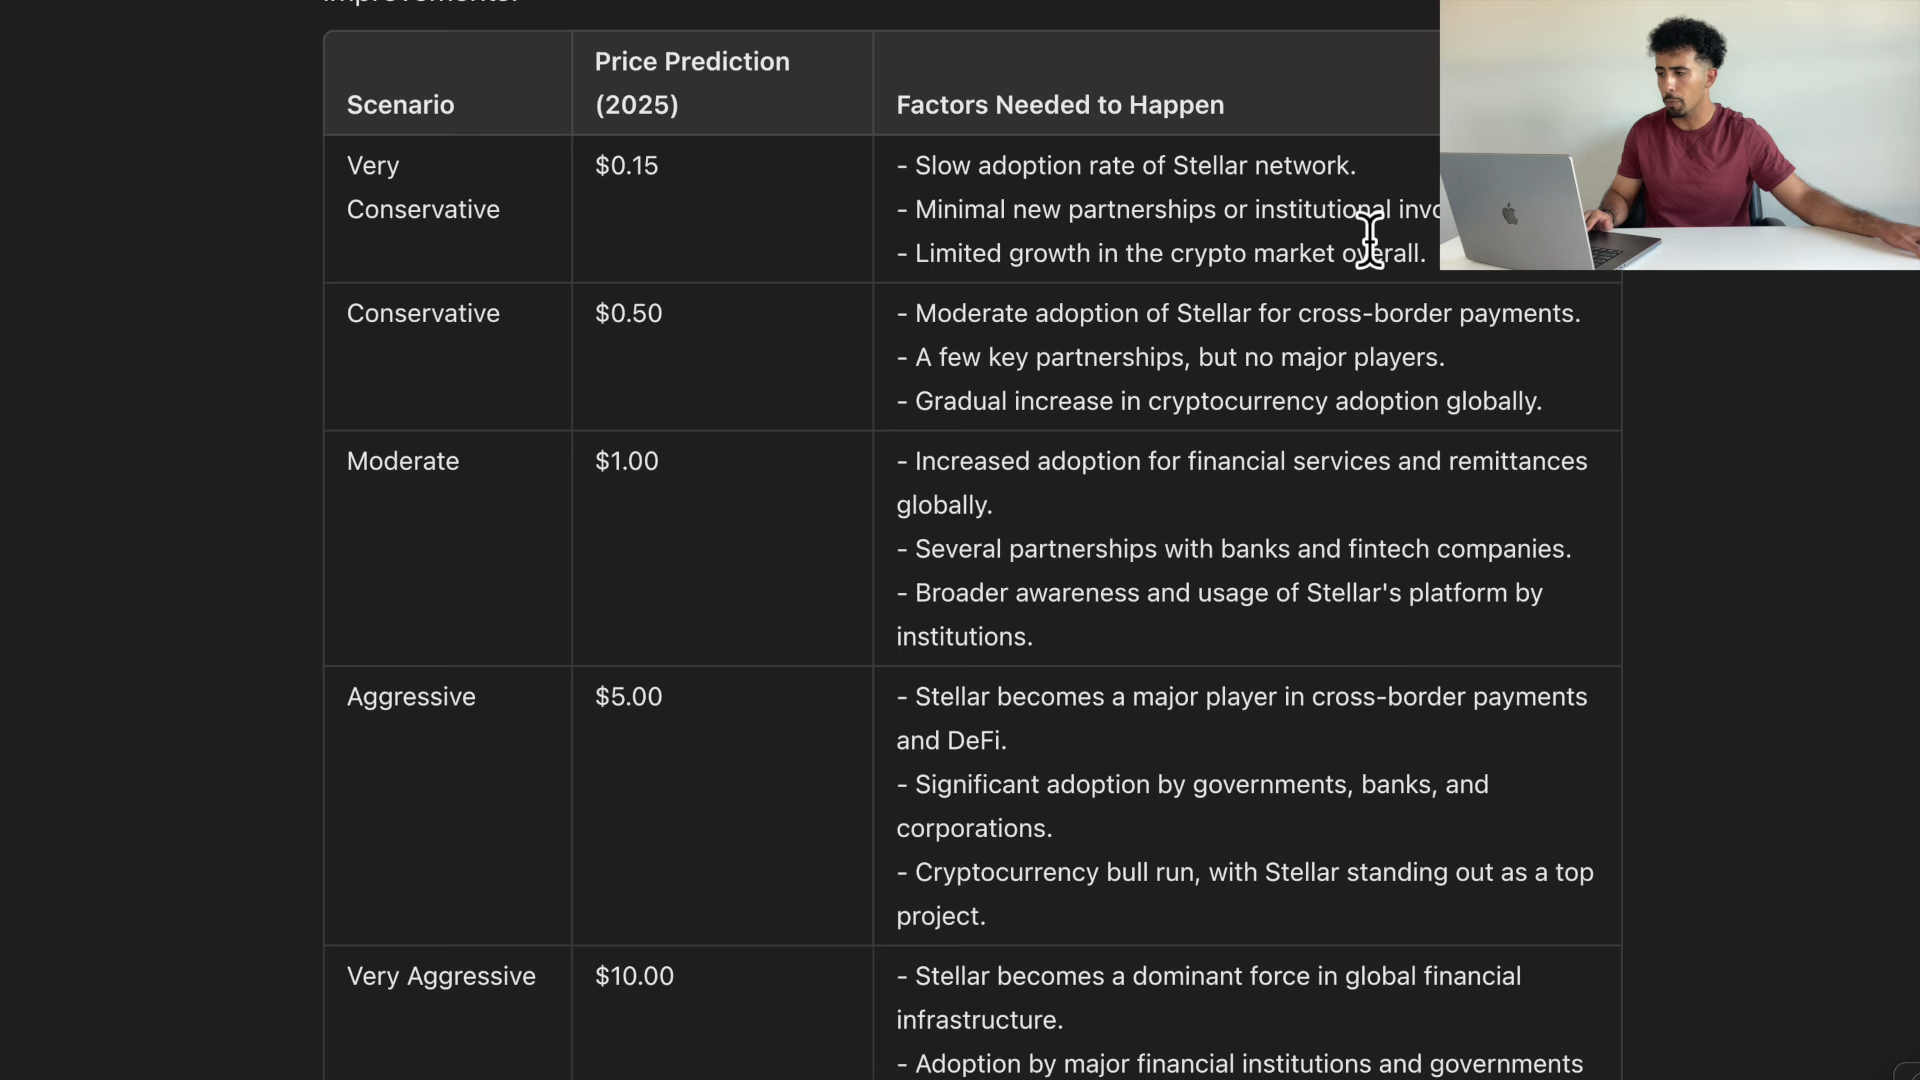 Scenario
Price Prediction
(2025)
Factors Needed to Happen
Very
Conservative
$0.15
- Slow adoption rate of Stellar network.
- Minimal new partnerships or institutional
- Limited growth in the crypto market overall.
Conservative
$0.50
- Moderate adoption of Stellar for cross-border payments.
- A few key partnerships, but no major players.
- Gradual increase in cryptocurrency adoption globally.
Moderate
$1.00
- Increased adoption for financial services and remittances
globally.
- Several partnerships with banks and fintech companies.
- Broader awareness and usage of Stellar's platform by
institutions.
Aggressive
$5.00
- Stellar becomes a major player in cross-border payments
and DeFi.
- Significant adoption by governments, banks, and
corporations.
- Cryptocurrency bull run, with Stellar standing out as a top
project.
Very Aggressive
$10.00
- Stellar becomes a dominant force in global financial
infrastructure.
- Adoption by major financial institutions and governments